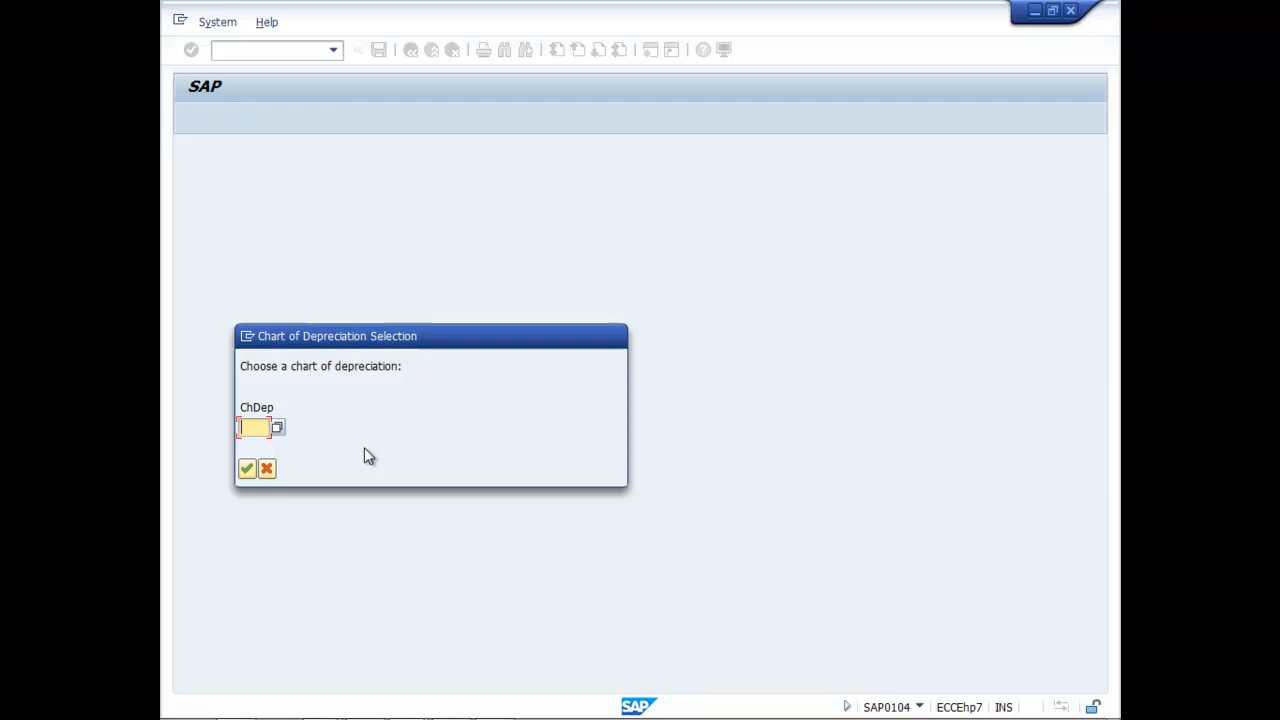 System Help
SAP
Chart of Depreciation Selection
Choose a chart of depreciation:
ChDep
SAP SAP0104 ECCEhp7 INS